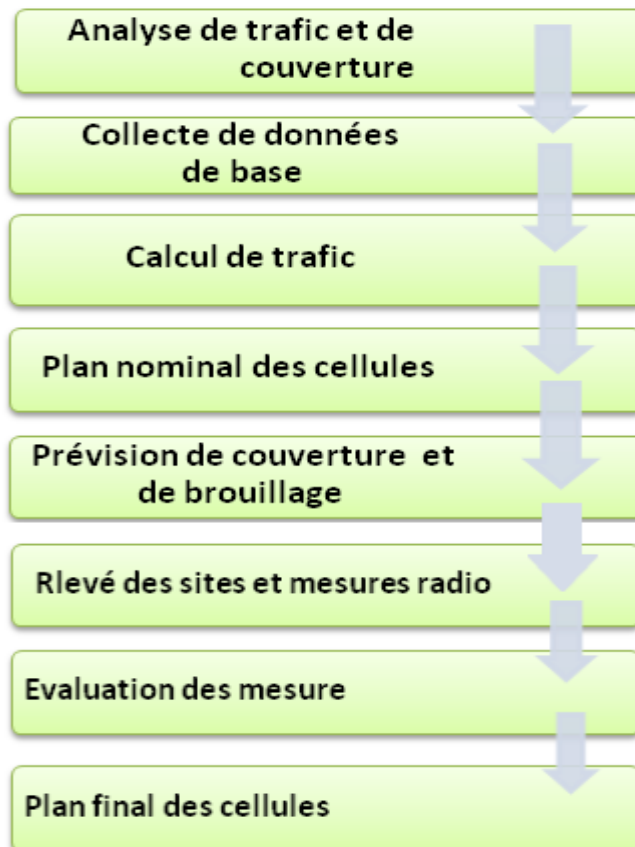 Analyse de trafic et de
couverture
Collecte de données
de base
Calcul de trafic
Plan nominal des cellules
Prévision de couverture et
de brouillage
Rlevé des sites et mesures radio
Evaluation des mesure
Plan final des cellules